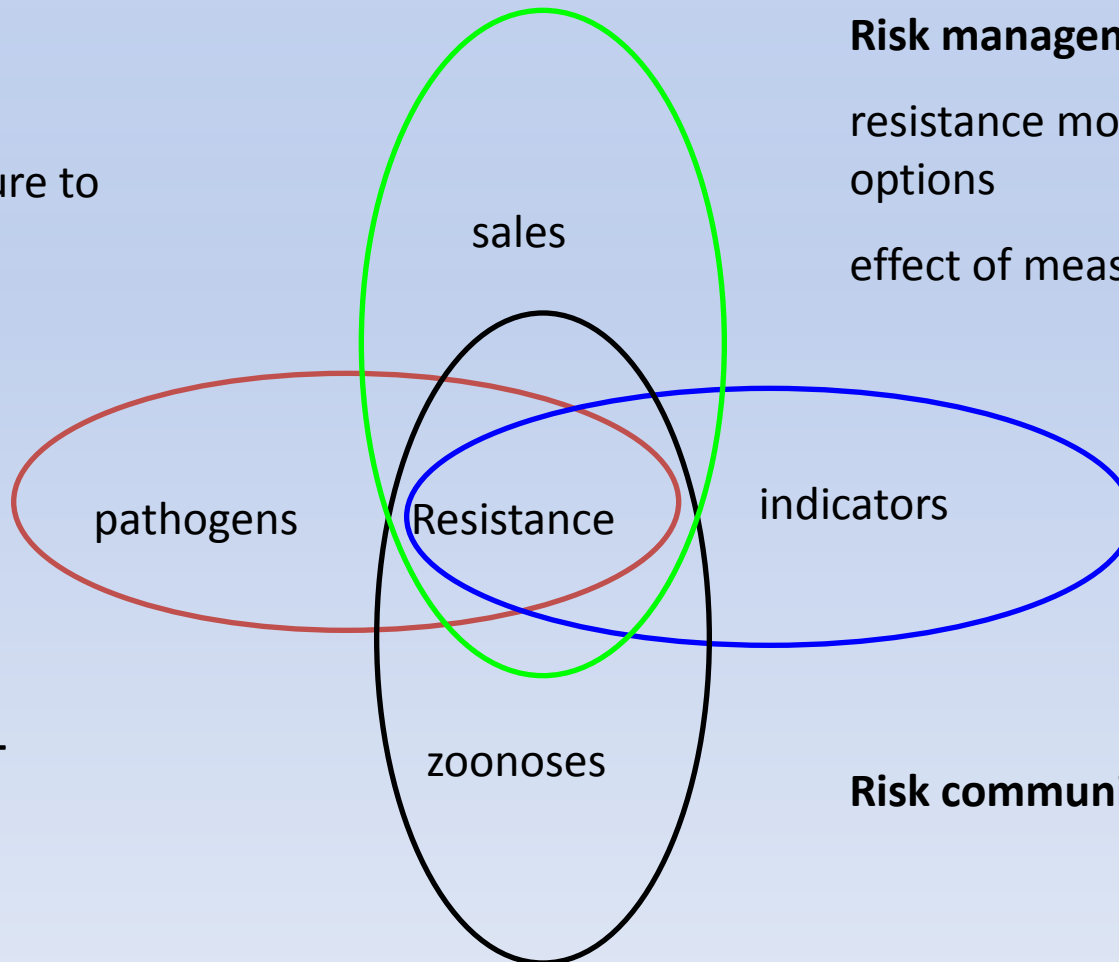 Risk managem
resistance mo
options
effect of meas
ure to
sales
pathogens
Resistance
indicators
zoonoses
Risk communi